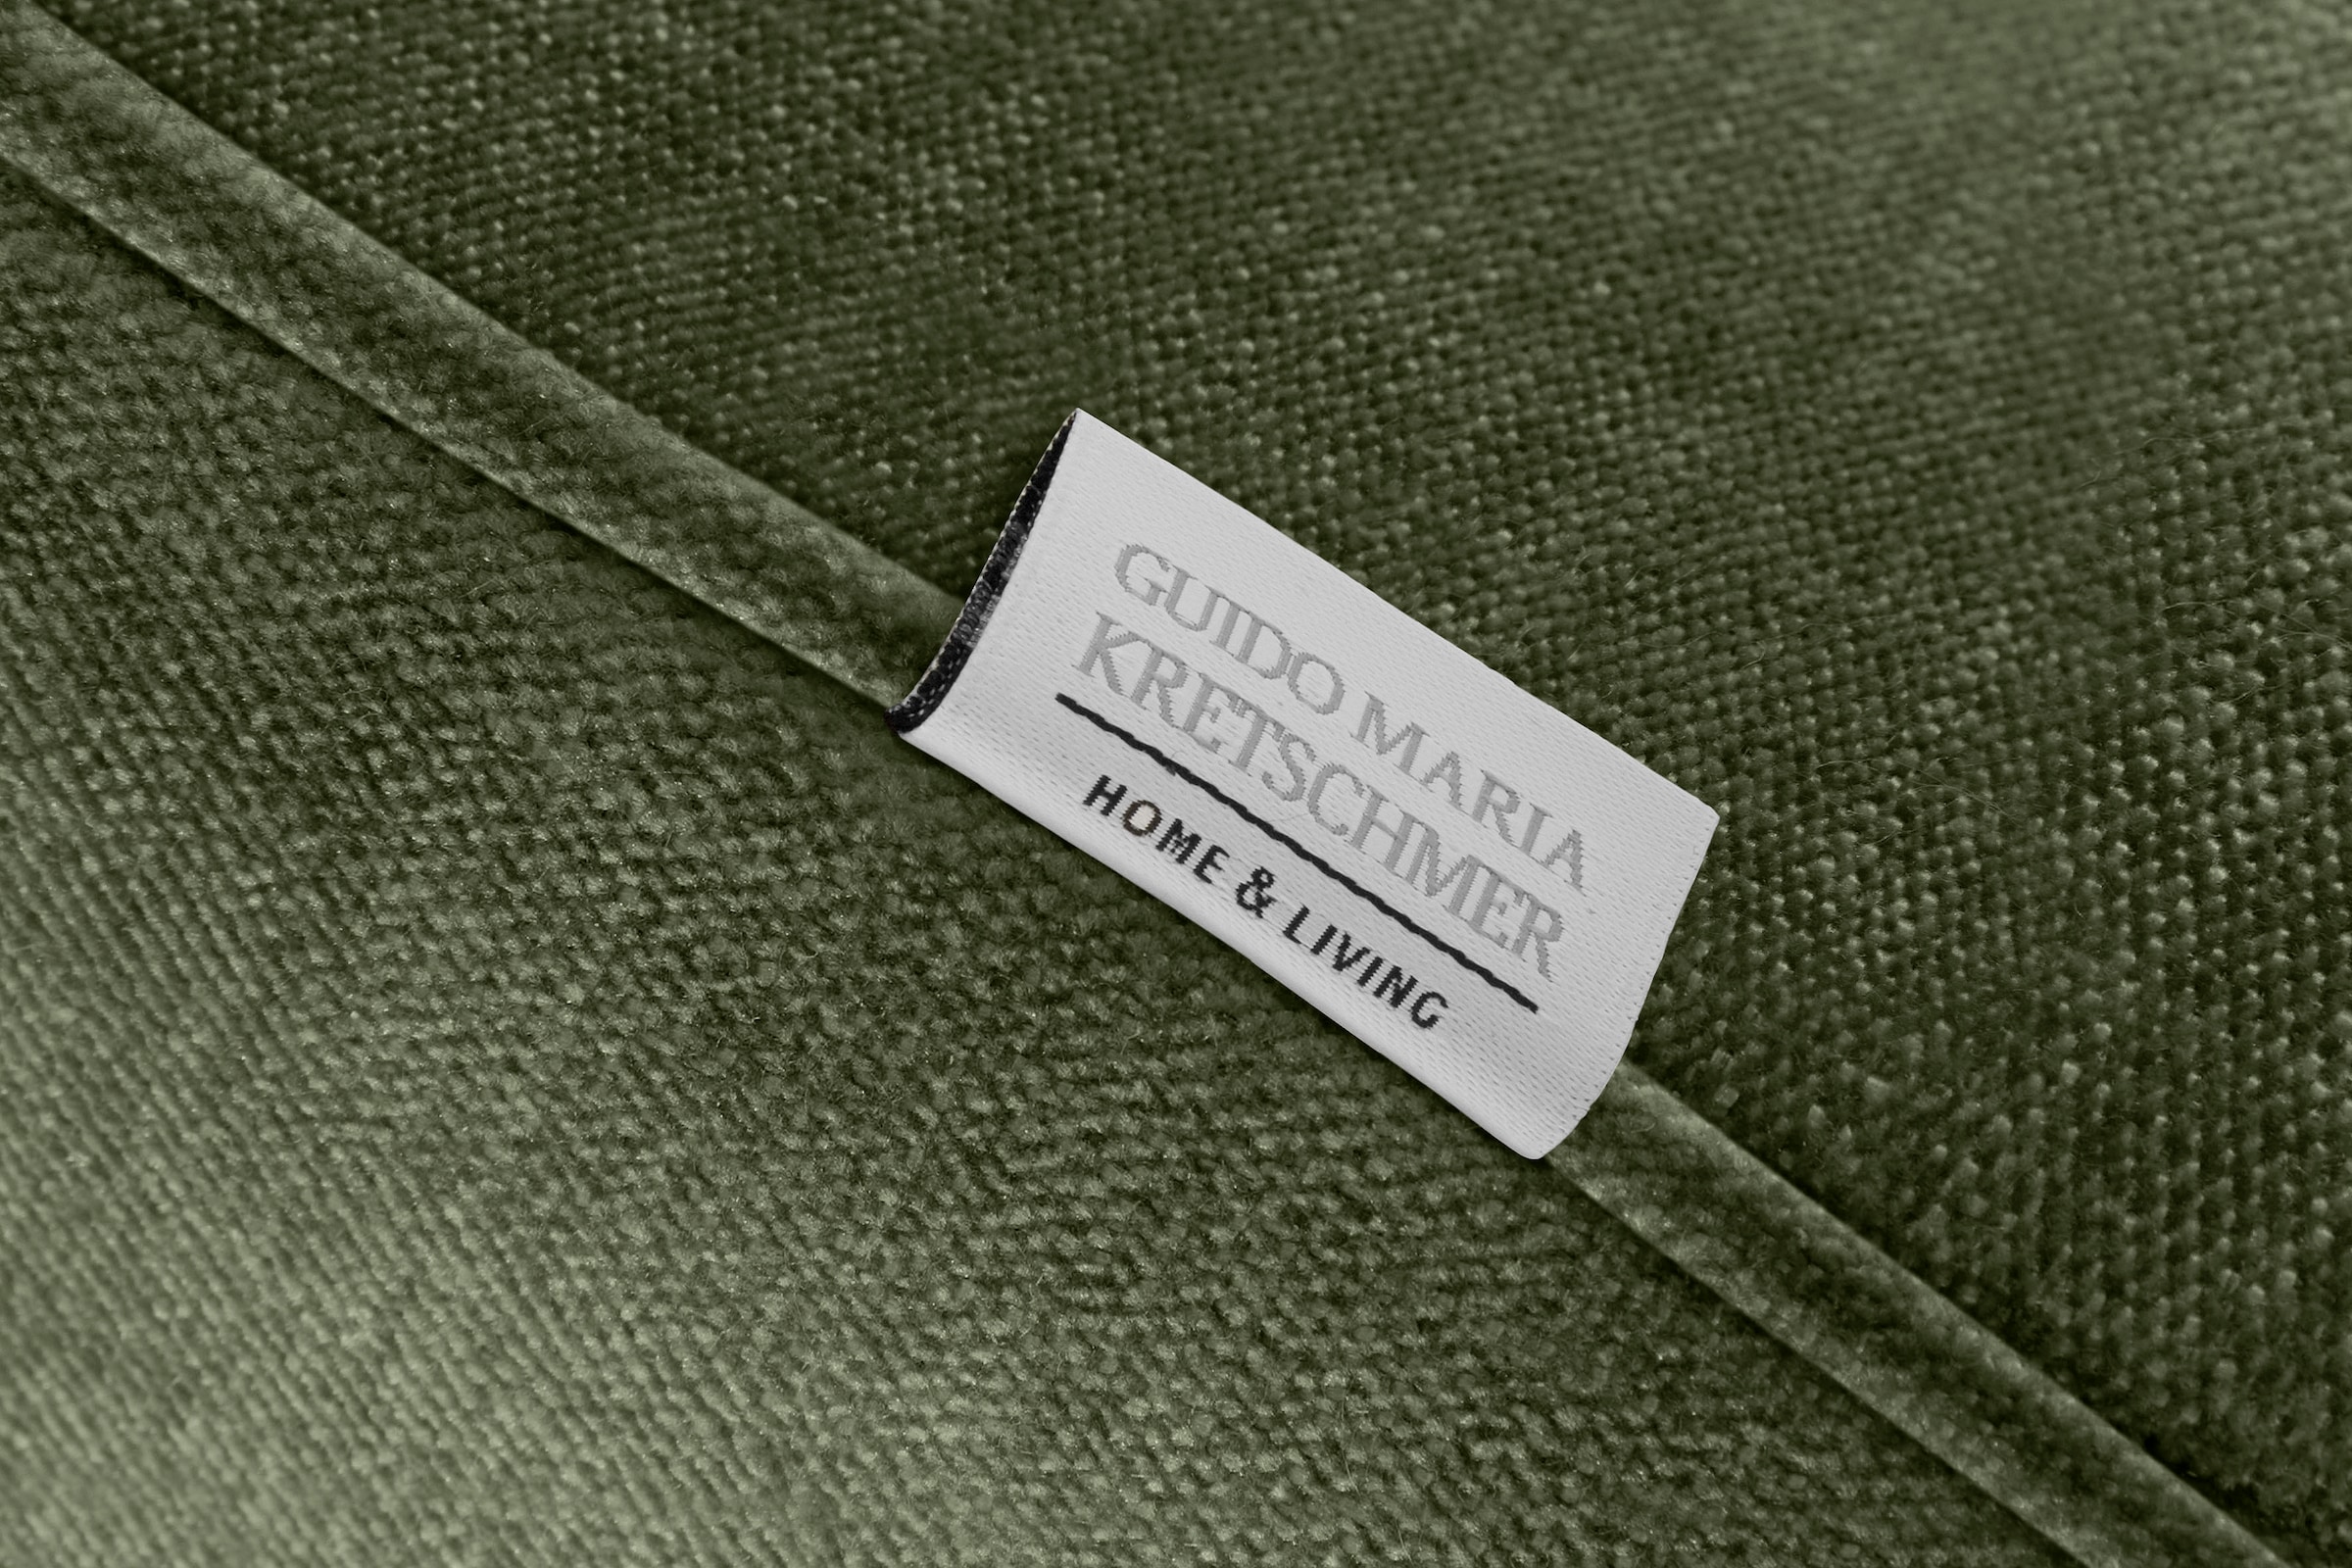 GUIDO MARIA
KRETSCHMER
HOME & LIVING